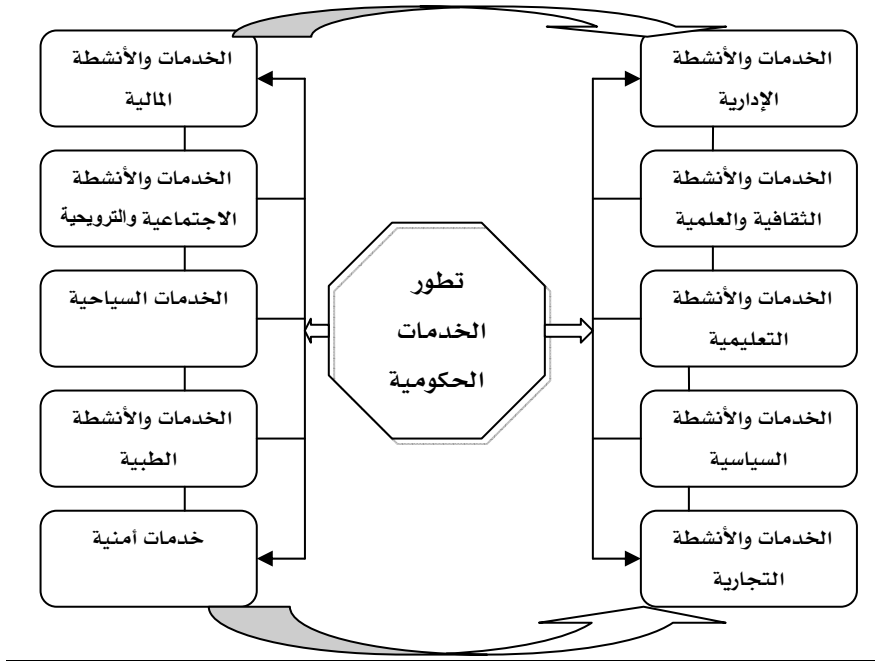 الخدمات والأنشطة
الإدارية
الخدمات والأنشطة
الثقافية والعلمية
الخدمات والأنشطة
التعليمية
الخدمات والأنشطة
السياسية
الخدمات والأنشطة
التجارية
تطور
الخدمات
الحكومية
الخدمات والأنشطة
المالية
الخدمات والأنشطة
الاجتماعية والترويحية
الخدمات السياحية
الخدمات والأنشطة
الطبية
خدمات أمنية